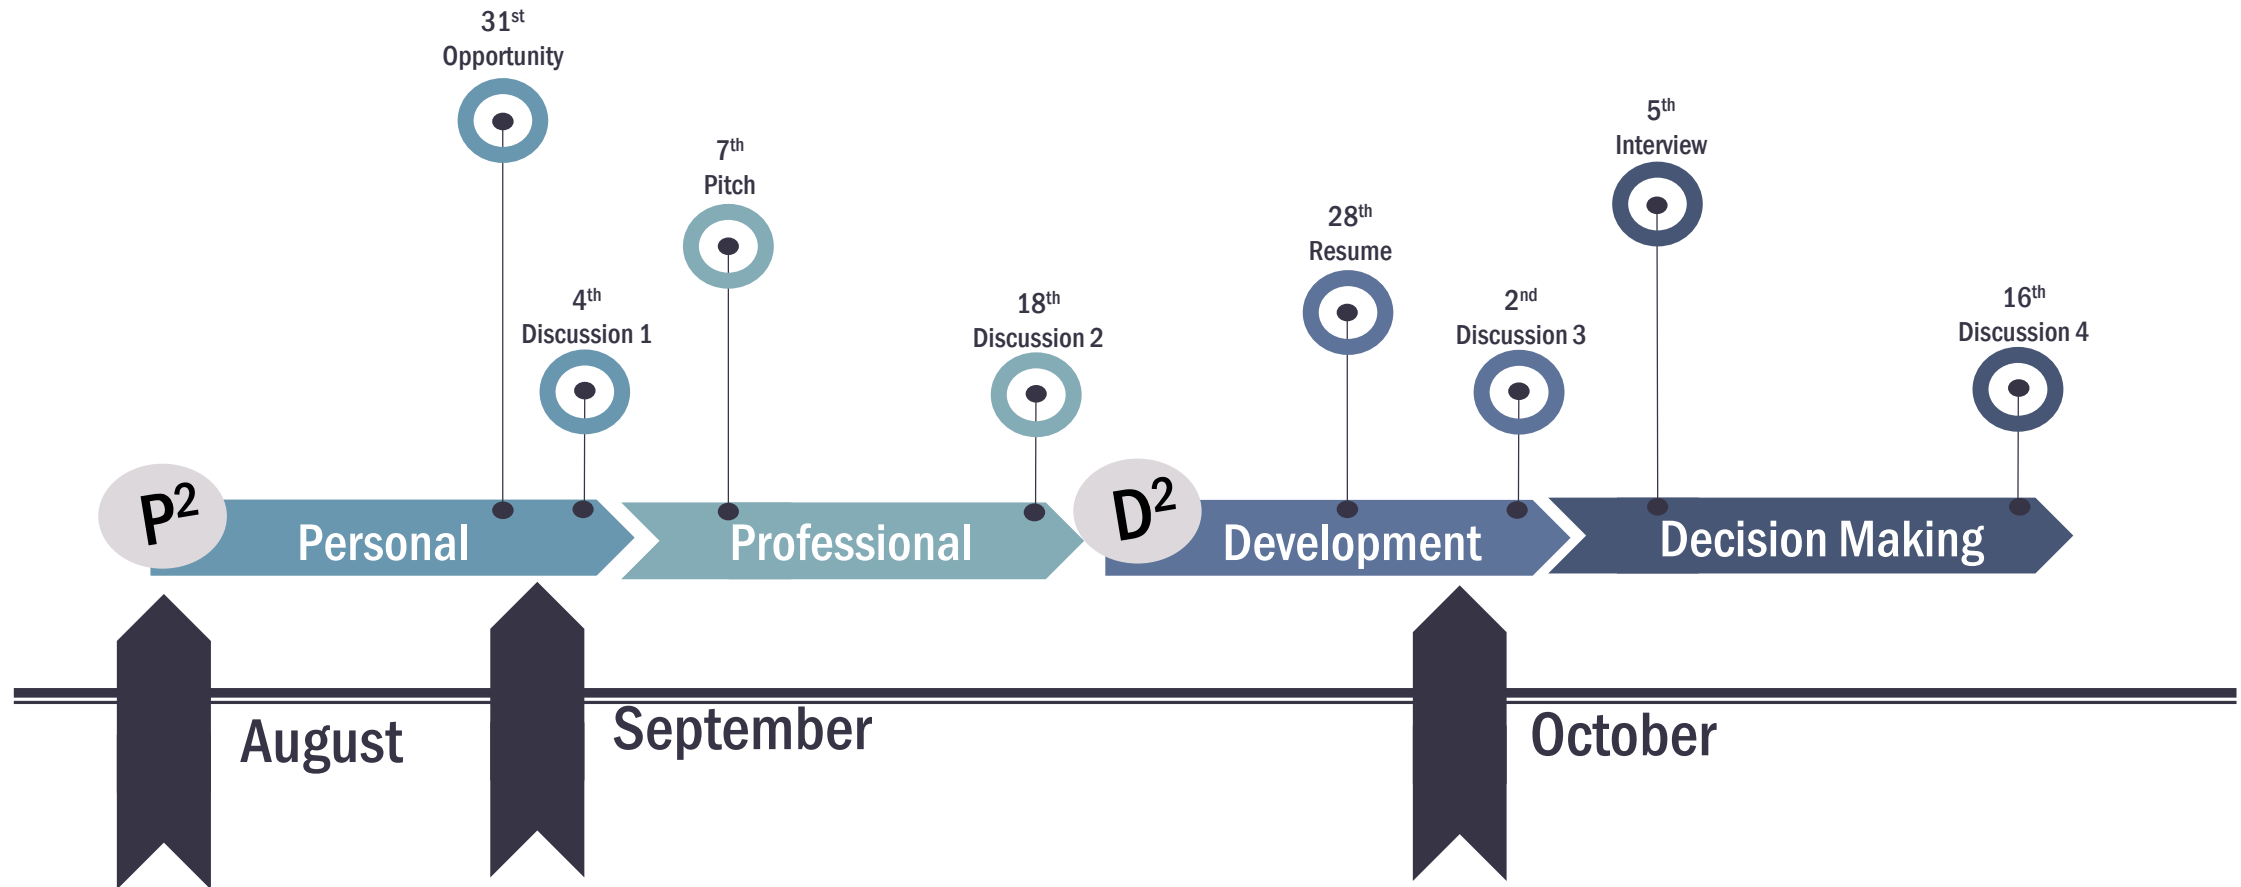 31st
Opportunity
4th
Discussion 1
7th
Pitch
18th
Discussion 2
28th
Resume
2nd
Discussion 3
5th
Interview
16th
Discussion 4
P²
Personal
Professional
D²
Development
Decision Making
August
September
October